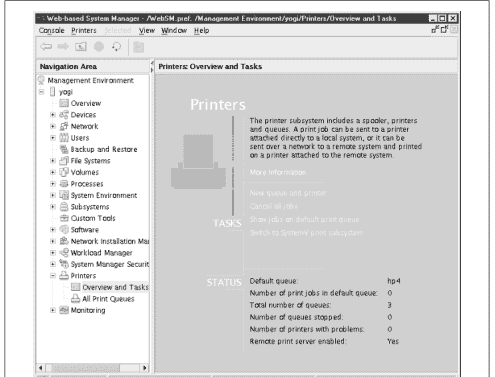 Web-based System Manager - /WebSM.pref: /Management Environment/yogi/Printers/Overview and Tasks
Console Printers Selected View Window Help
Navigation Area
Management Environment
yogi
Overview
Devices
Network
Users
Backup and Restore
File Systems
Volumes
Processes
System Environment
Subsystems
Custom Tools
Software
Network Installation Man
Workload Manager
System Manager Securit
Printers
Overview and Tasks
All Print Queues
Monitoring
Printers: Overview and Tasks
Printers
The printer subsystem includes a spooler, printers
and queues. A print job can be sent to a printer
attached directly to a local system, or it can be
sent over a network to a remote system and printed
on a printer attached to the remote system.
More Information
TASKS
New queue and printer
Cancel all jobs
Show jobs on default print queue
Switch to SystemV print subsystem
STATUS
Default queue: hp4
Number of print jobs in default queue: 0
Total number of queues: 3
Number of queues stopped: 0
Number of printers with problems: 0
Remote print server enabled: Yes